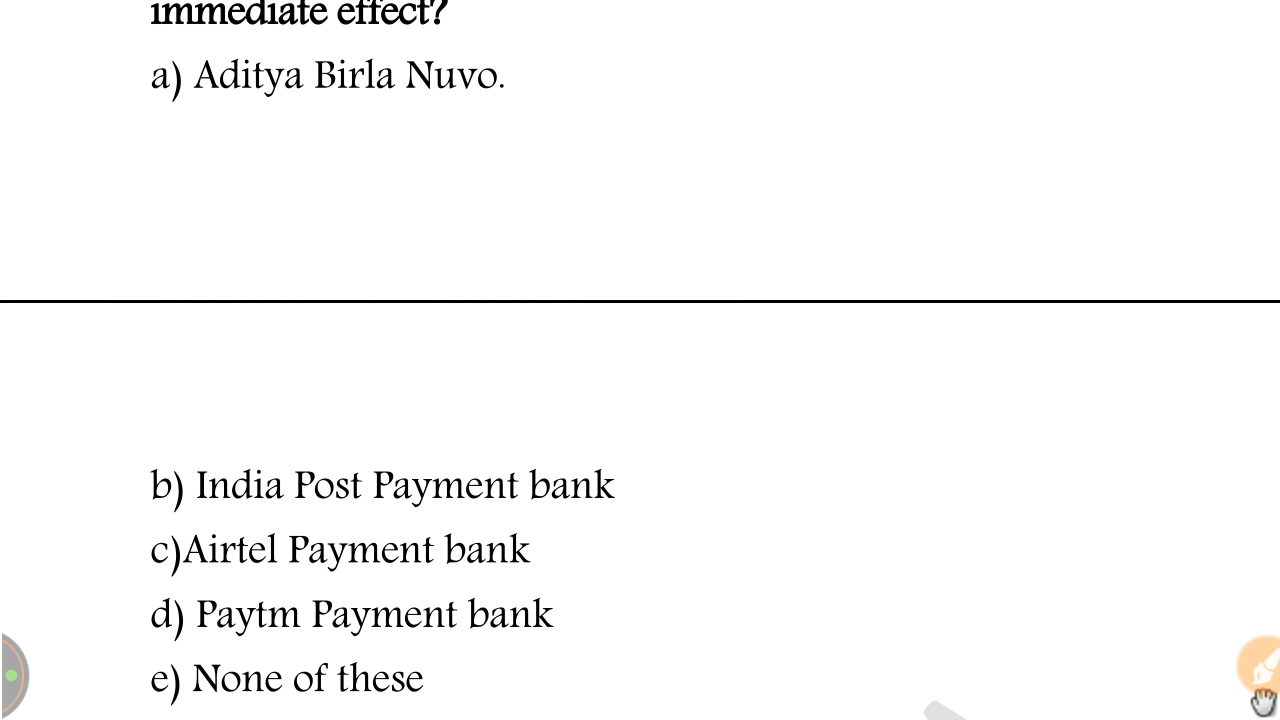 immediate effect?
a) Aditya Birla Nuvo.
b) India Post Payment bank
c)Airtel Payment bank
d) Paytm Payment bank
e) None of these